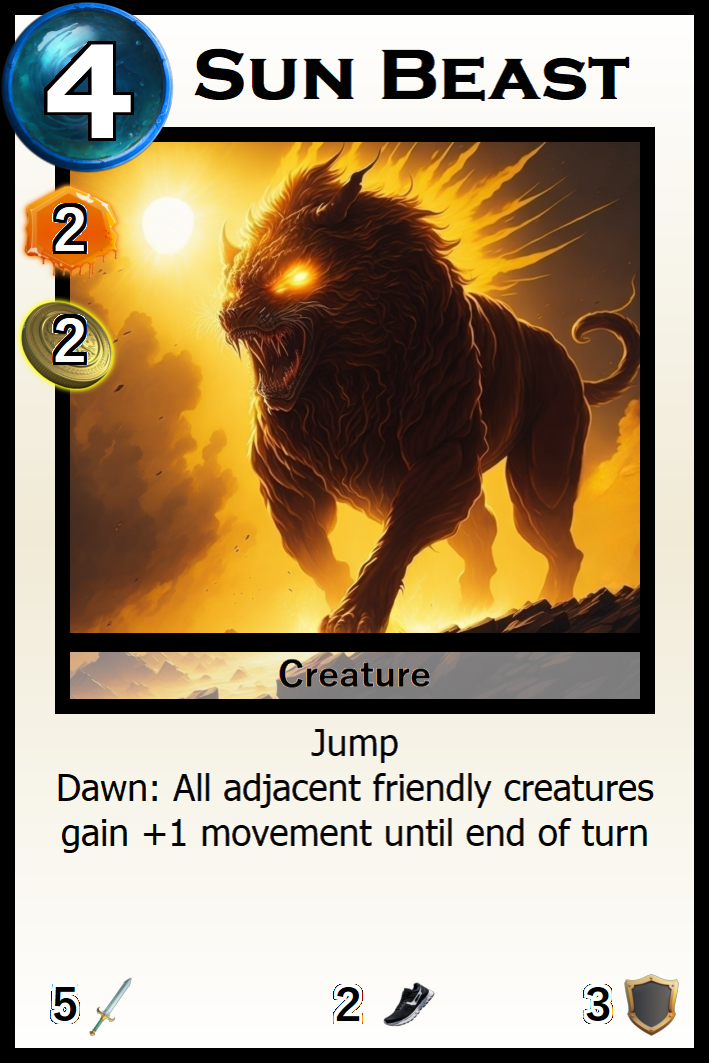 4
Sun Beast
2
2
Creature
Jump
Dawn: All adjacent friendly creatures
gain +1 movement until end of turn
5
2
3